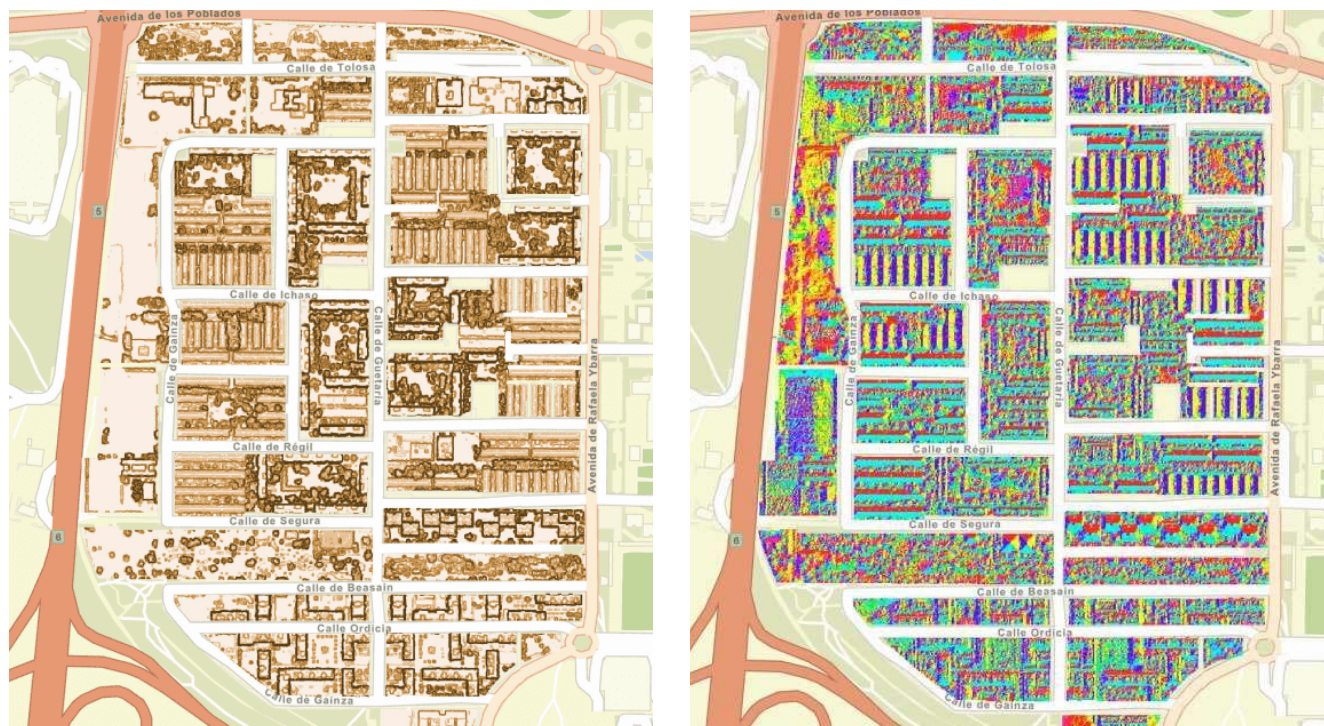 Avenida de los Poblados
Calle de Tolosa
5
Calle de Ichaso
Calle de Gainza
Calle de Guetaria
Avenida de Rafaela Ybarra
Calle de Régil
Calle de Segura
6
Calle de Beasain
Calle Ordicia
Calle de Gainza
Avenida de los Poblados
Calle de Tolosa
5
Calle de Ichaso
Calle de Gainza
Calle de Guetaria
Avenida de Rafaela Ybarra
Calle de Régil
Calle de Segura
6
Calle de Beasain
Calle Ordicia
Calle de Gainza